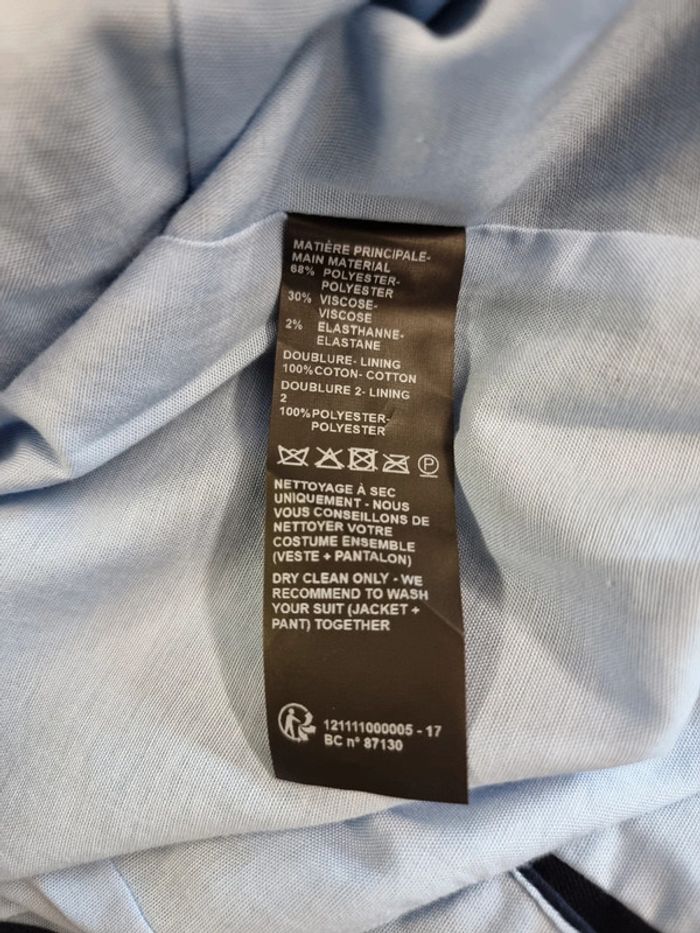 MATIÈRE PRINCIPALE-
MAIN MATERIAL
68% POLYESTER-
POLYESTER
30% VISCOSE-
VISCOSE
2% ELASTHANNE-
ELASTANE
DOUBLURE- LINING
100%COTON- COTTON
DOUBLURE 2- LINING
2
100%POLYESTER-
POLYESTER
P
NETTOYAGE À SEC
UNIQUEMENT - NOUS
VOUS CONSEILLONS DE
NETTOYER VOTRE
COSTUME ENSEMBLE
(VESTE + PANTALON)
DRY CLEAN ONLY - WE
RECOMMEND TO WASH
YOUR SUIT (JACKET +
PANT) TOGETHER
121111000005 - 17
BC n° 87130